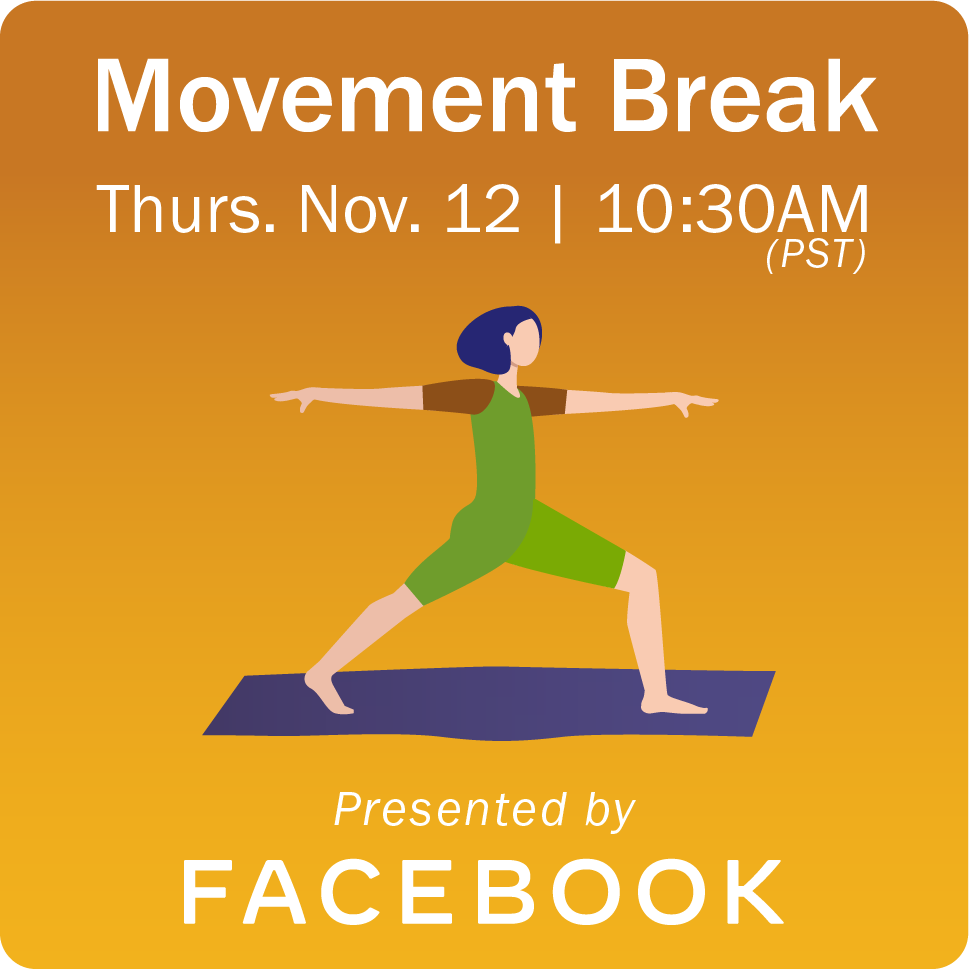 Movement Break
Thurs. Nov. 12 | 10:30AM
(PST)
Presented by
FACEBOOK